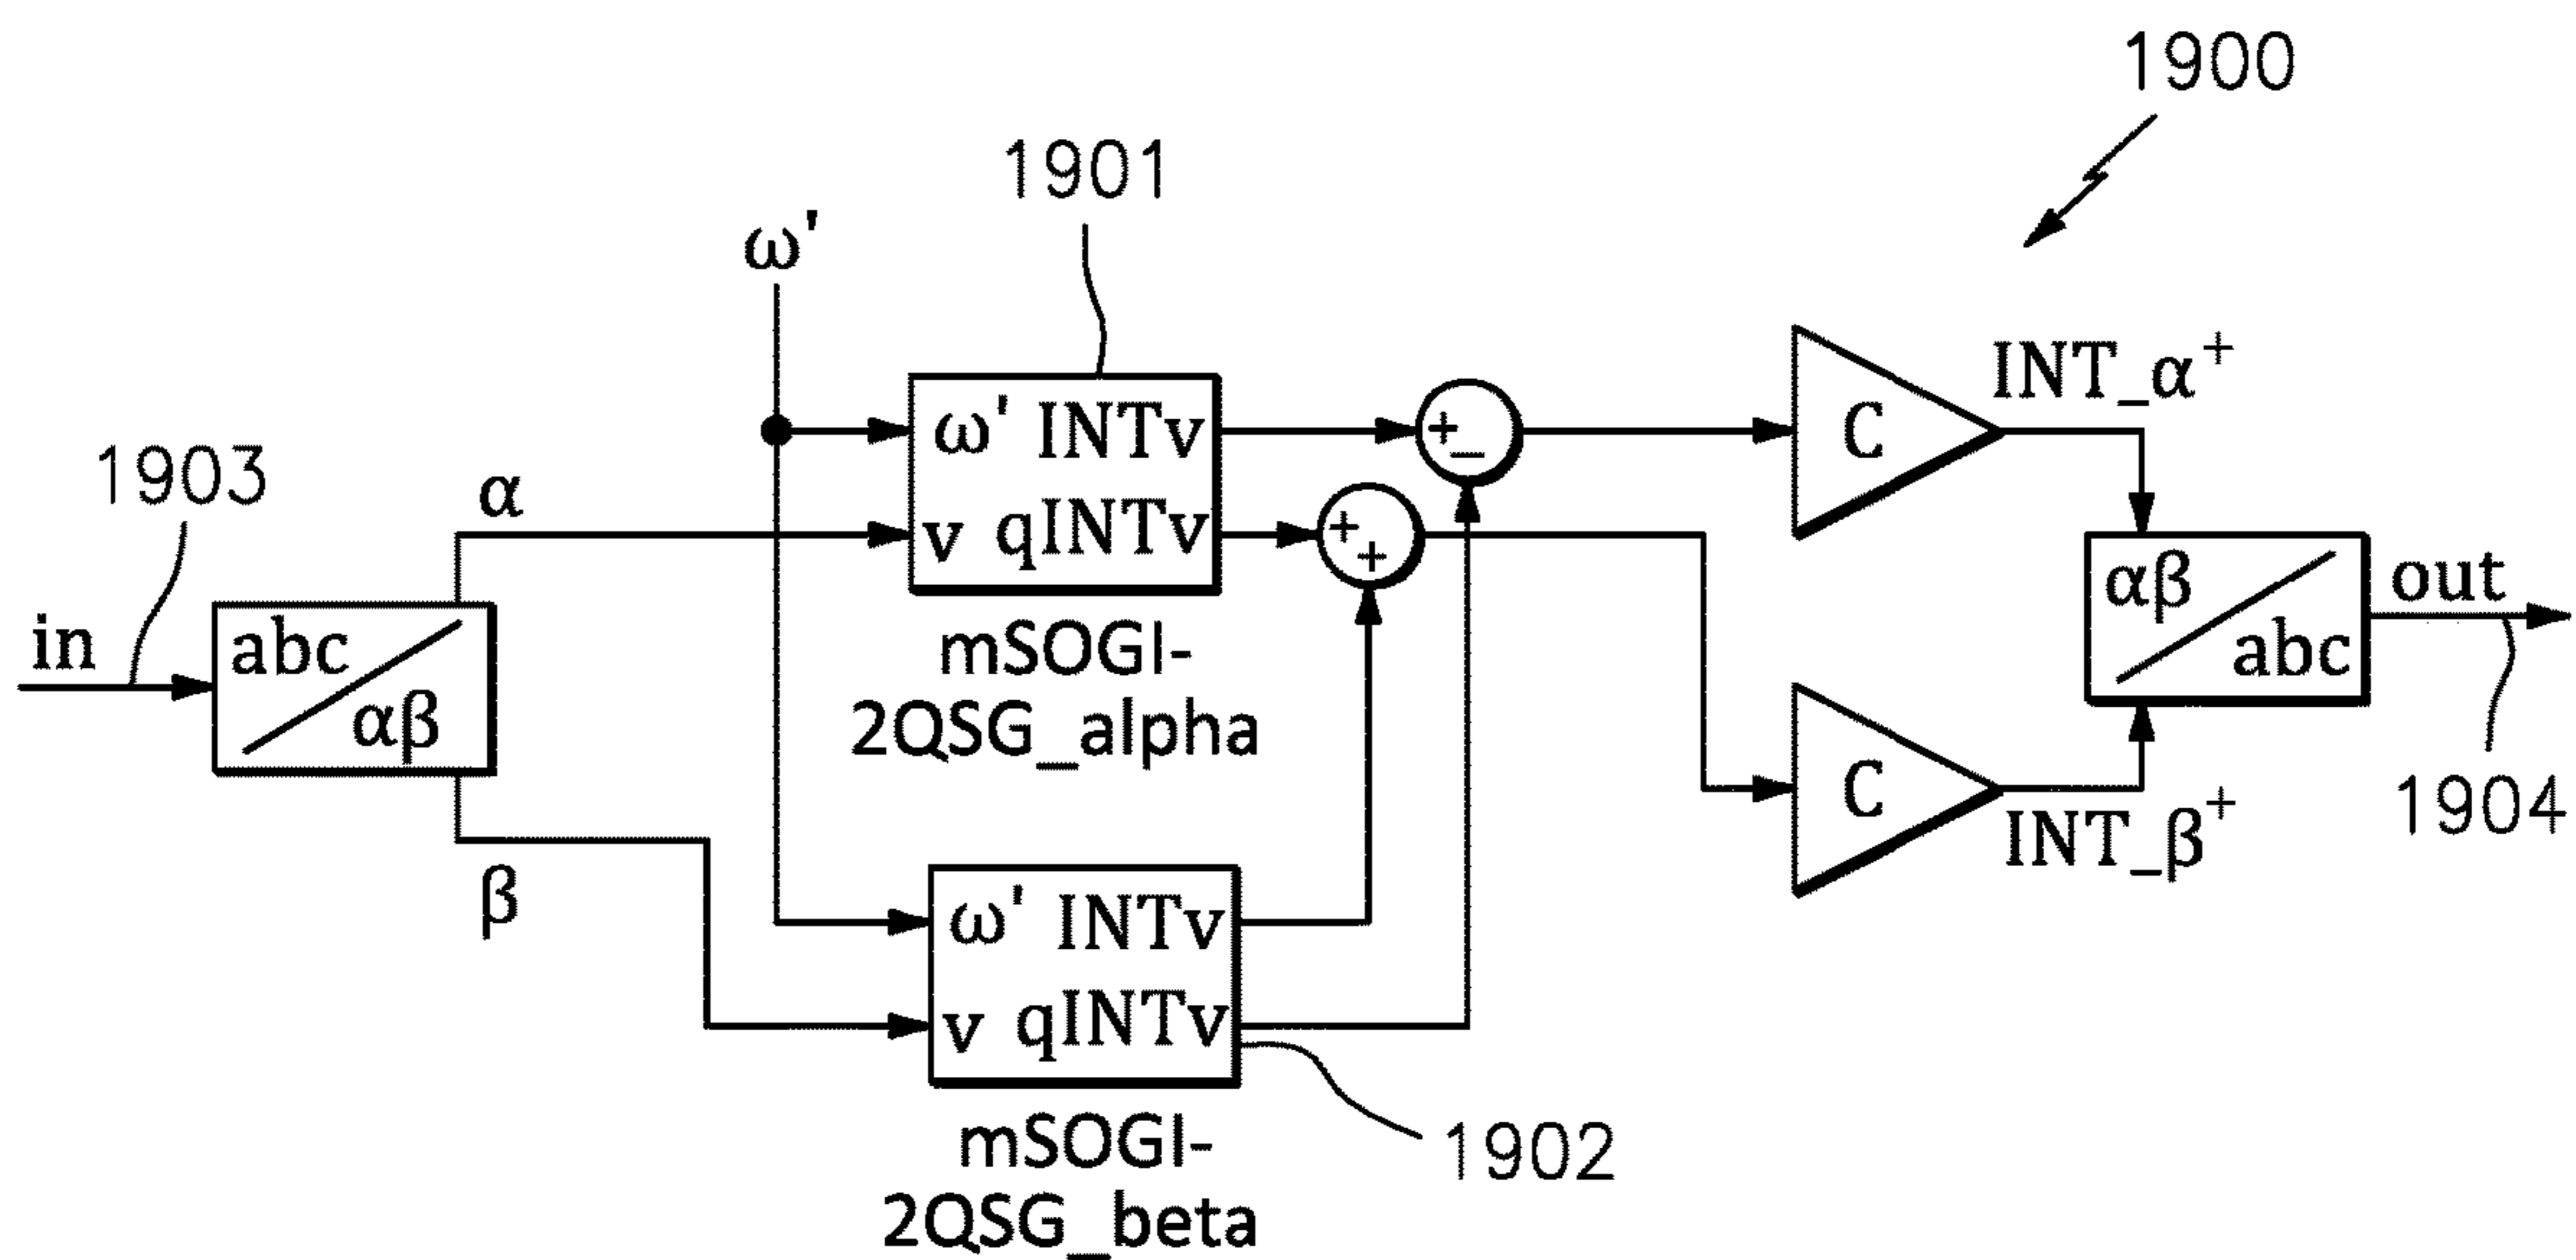 1900
1901
ω'
1903
α
in
abc
αβ
β
ω' INTv
v qINTv
mSOGI-
2QSG_alpha
+
−
+
+
ω' INTv
v qINTv
mSOGI-
2QSG_beta
1902
C
INT_α⁺
C
INT_β⁺
αβ
abc
out
1904